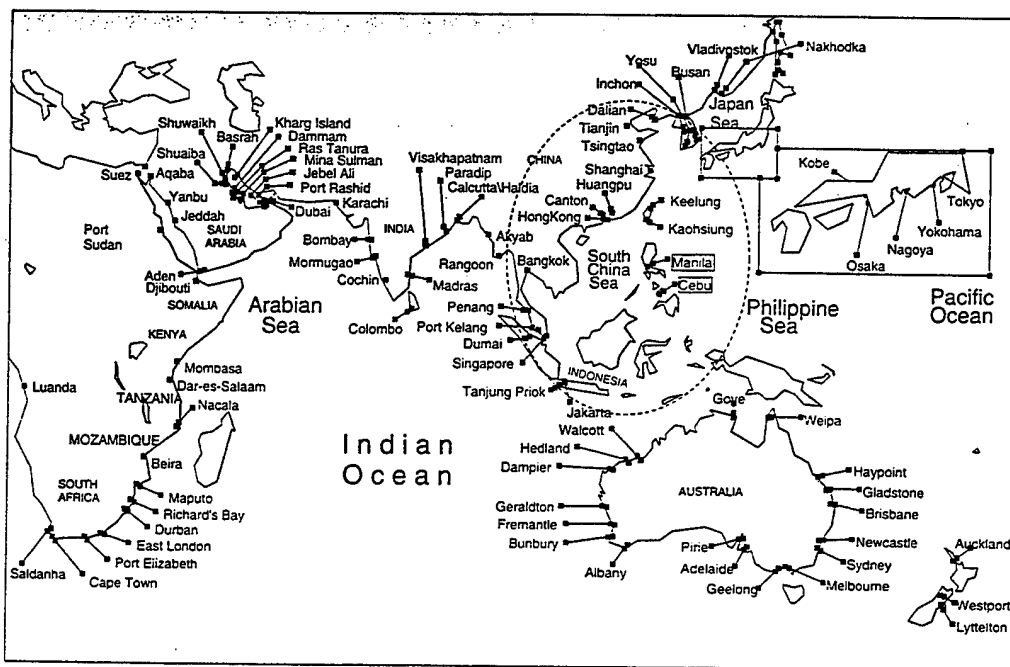 Vladivostok
Nakhodka
Yosu
Busan
Inchon
Japan
Sea
Dalian
Tianjin
Tsingtao
CHINA
Shanghai
Huangpu
Canton
HongKong
Keelung
Kaohsiung
Kobe
Tokyo
Yokohama
Nagoya
Osaka
Shuwaikh
Kharg Island
Dammam
Basrah
Ras Tanura
Mina Sulman
Shuaiba
Jebel Ali
Port Rashid
Suez
Aqaba
Yanbu
Jeddah
Dubai
Karachi
SAUDI
ARABIA
Port
Sudan
Aden
Djibouti
SOMALIA
Arabian
Sea
Visakhapatnam
Paradip
Calcutta\Haldia
INDIA
Bombay
Mormugao
Cochin
Akyab
Rangoon
Madras
Colombo
Bangkok
South
China
Sea
Manila
Cebu
Philippine
Sea
Pacific
Ocean
Penang
Port Kelang
Dumai
Singapore
INDONESIA
Tanjung Priok
Jakarta
KENYA
Mombasa
Luanda
Dar-es-Salaam
TANZANIA
Nacala
MOZAMBIQUE
Beira
SOUTH
AFRICA
Maputo
Richard's Bay
Durban
East London
Port Elizabeth
Saldanha
Cape Town
Indian
Ocean
Gove
Weipa
Walcott
Hedland
Dampier
AUSTRALIA
Haypoint
Gladstone
Brisbane
Geraldton
Fremantle
Bunbury
Albany
Pirie
Adelaide
Geelong
Newcastle
Sydney
Melbourne
Auckland
Westport
Lyttelton